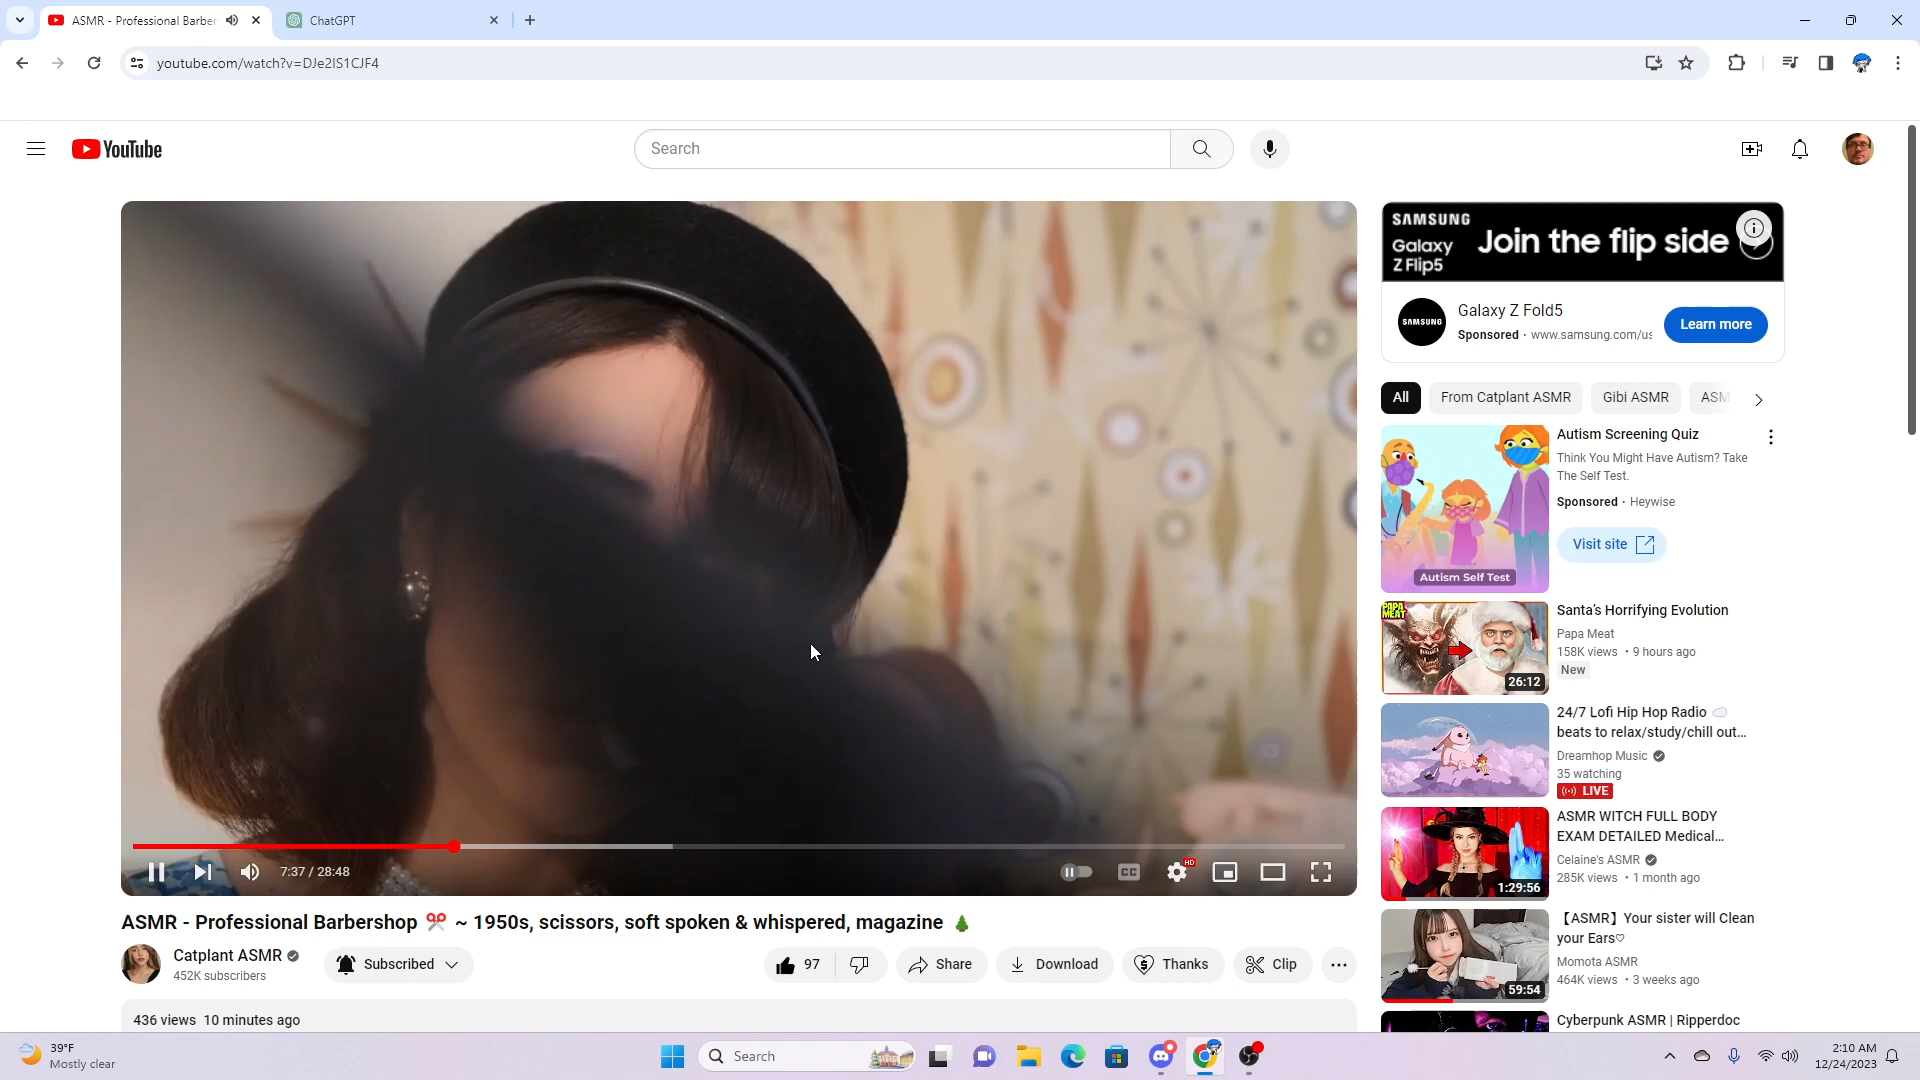 ASMR - Professional Barber
ChatGPT
youtube.com/watch?v=DJe2IS1CJF4
YouTube
Search
SAMSUNG
Galaxy
Z Flip5
Join the flip side
SAMSUNG
Galaxy Z Fold5
Sponsored · www.samsung.com/us
Learn more
All
From Catplant ASMR
Gibi ASMR
ASM
Autism Screening Quiz
Think You Might Have Autism? Take
The Self Test.
Sponsored · Heywise
Visit site
Autism Self Test
PAPA
MEAT
26:12
Santa's Horrifying Evolution
Papa Meat
158K views • 9 hours ago
New
24/7 Lofi Hip Hop Radio ☁️
beats to relax/study/chill out...
Dreamhop Music
35 watching
LIVE
ASMR WITCH FULL BODY
EXAM DETAILED Medical...
Celaine's ASMR
285K views • 1 month ago
1:29:56
【ASMR】Your sister will Clean
your Ears♡
Momota ASMR
464K views • 3 weeks ago
59:54
Cyberpunk ASMR | Ripperdoc
7:37 / 28:48
CC
HD
ASMR - Professional Barbershop ✂️ ~ 1950s, scissors, soft spoken & whispered, magazine 🎄
Catplant ASMR
452K subscribers
Subscribed
97
Share
Download
Thanks
Clip
436 views 10 minutes ago
39°F
Mostly clear
Search
2:10 AM
12/24/2023